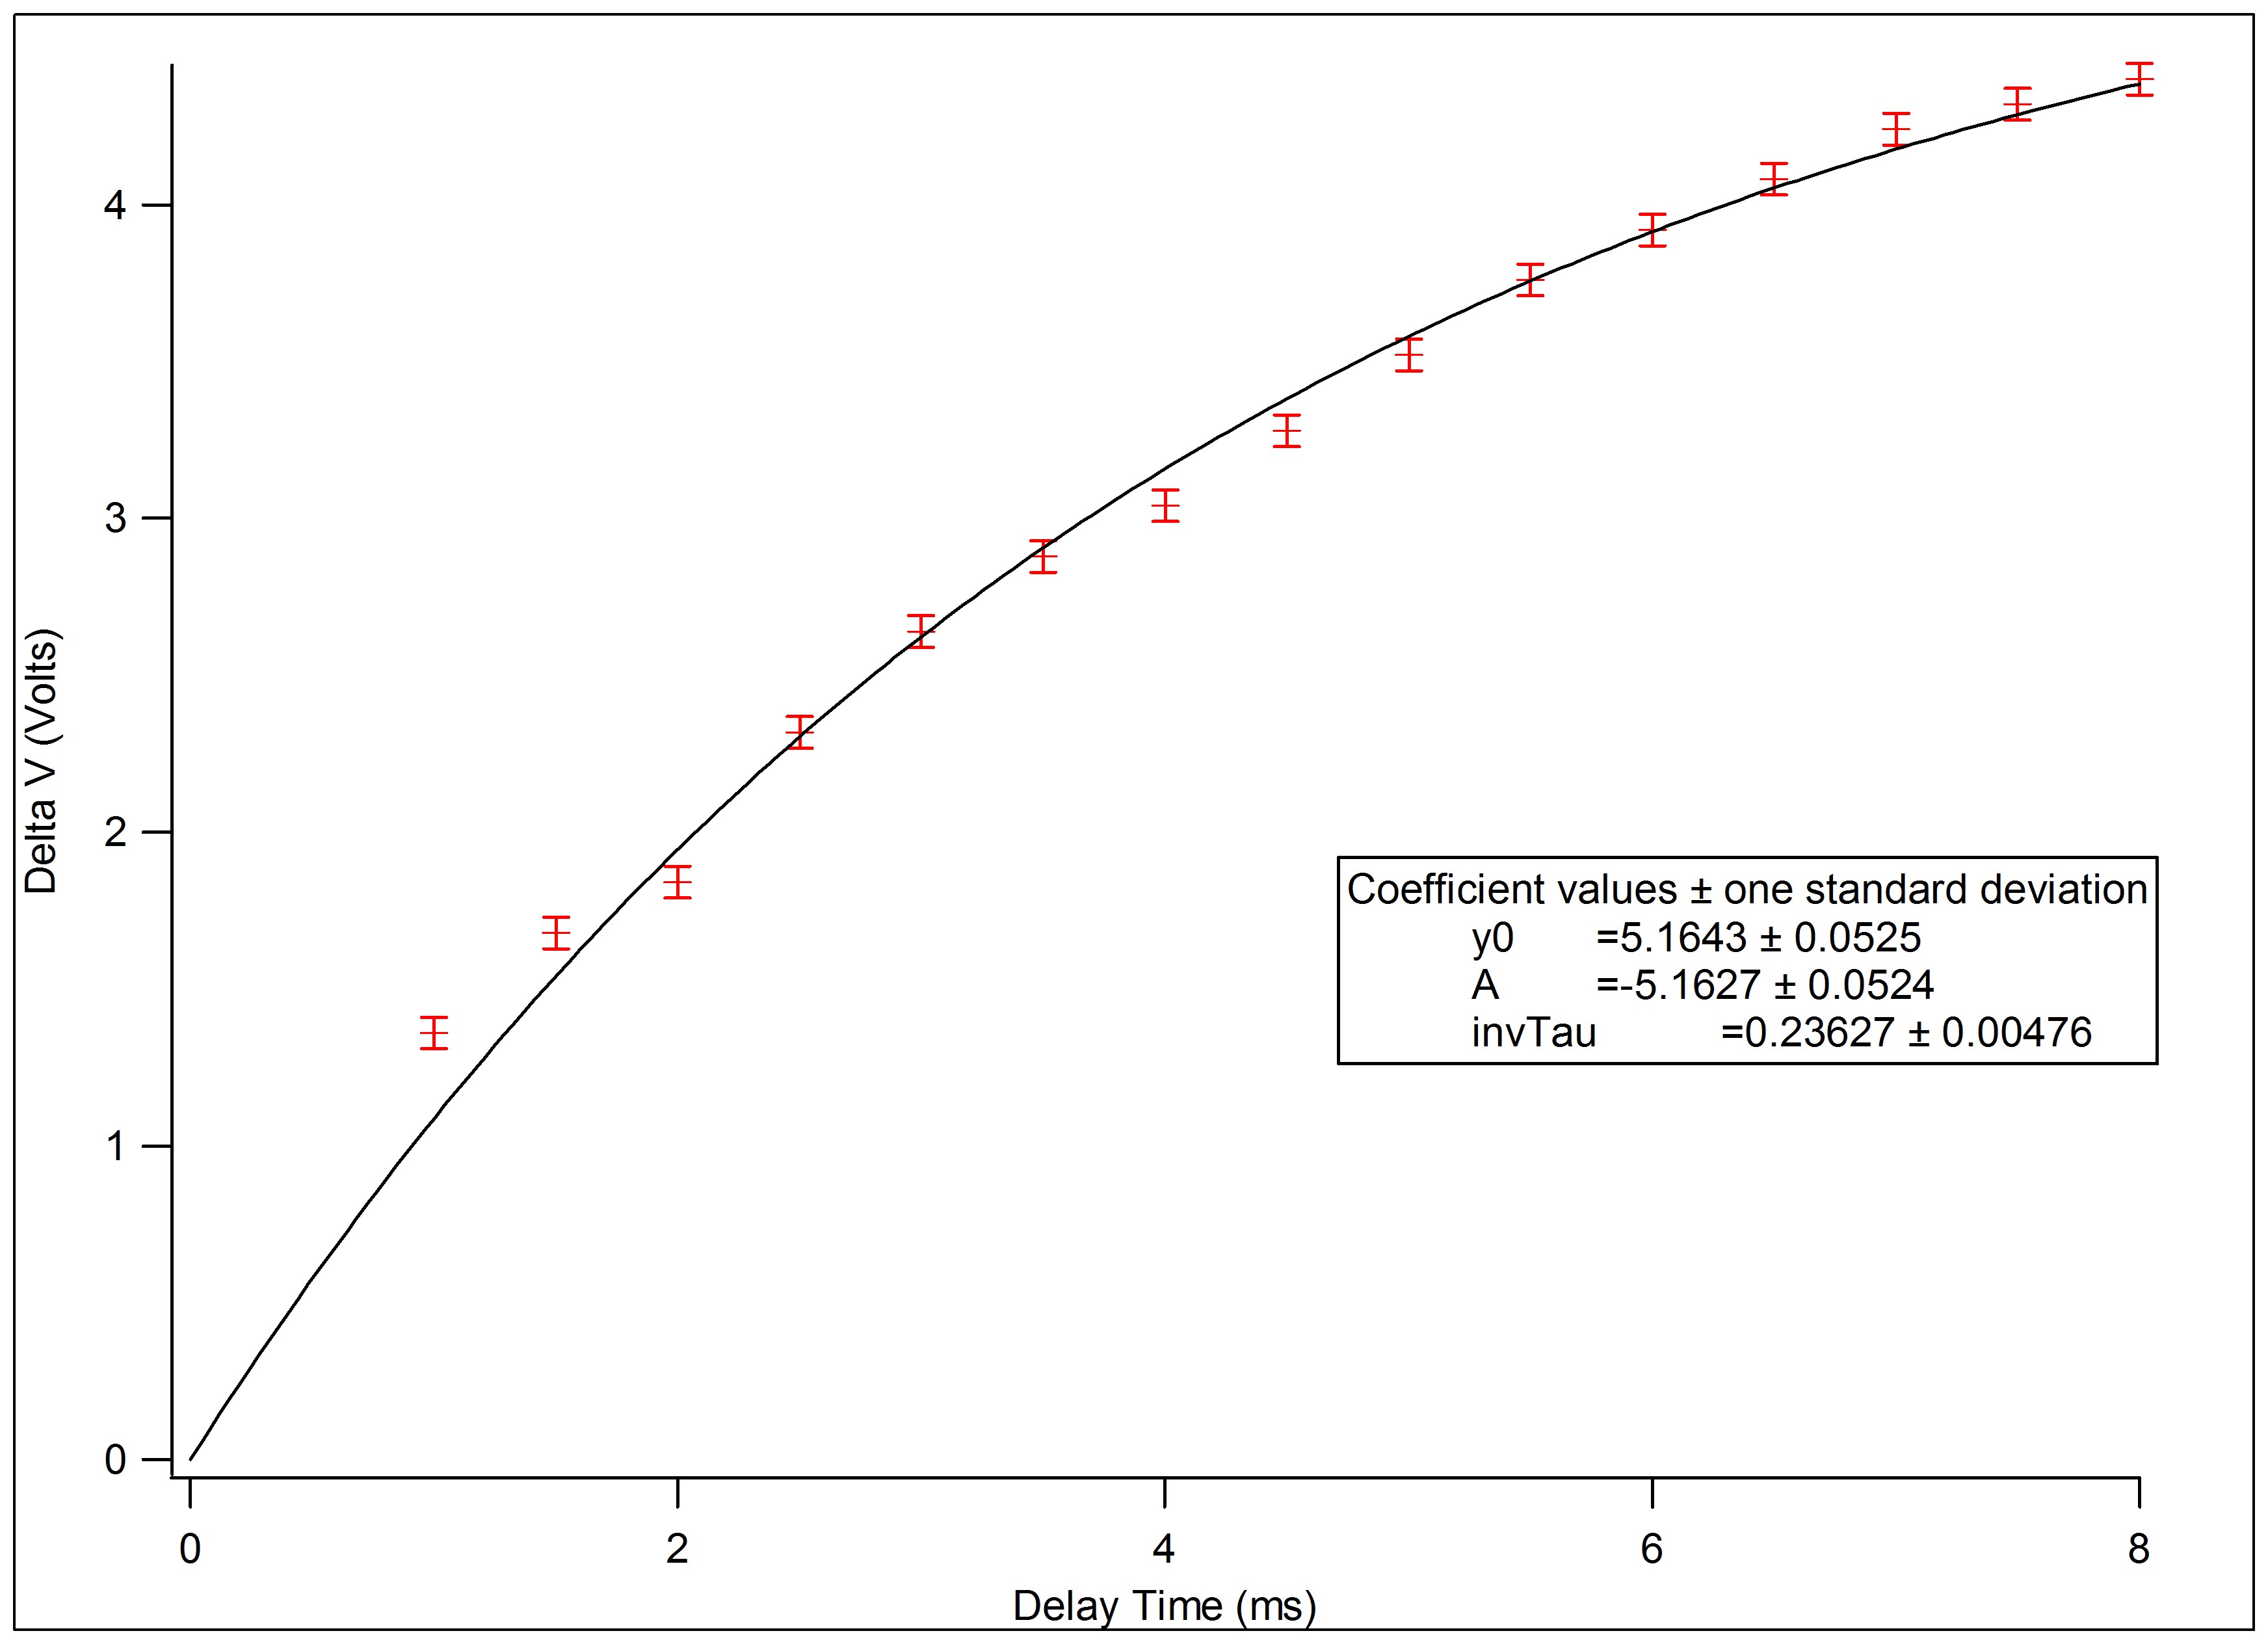 4
3
2
1
0
Delta V (Volts)
Coefficient values ± one standard deviation
y0 =5.1643 ± 0.0525
A =-5.1627 ± 0.0524
invTau =0.23627 ± 0.00476
0 2 4 6 8
Delay Time (ms)